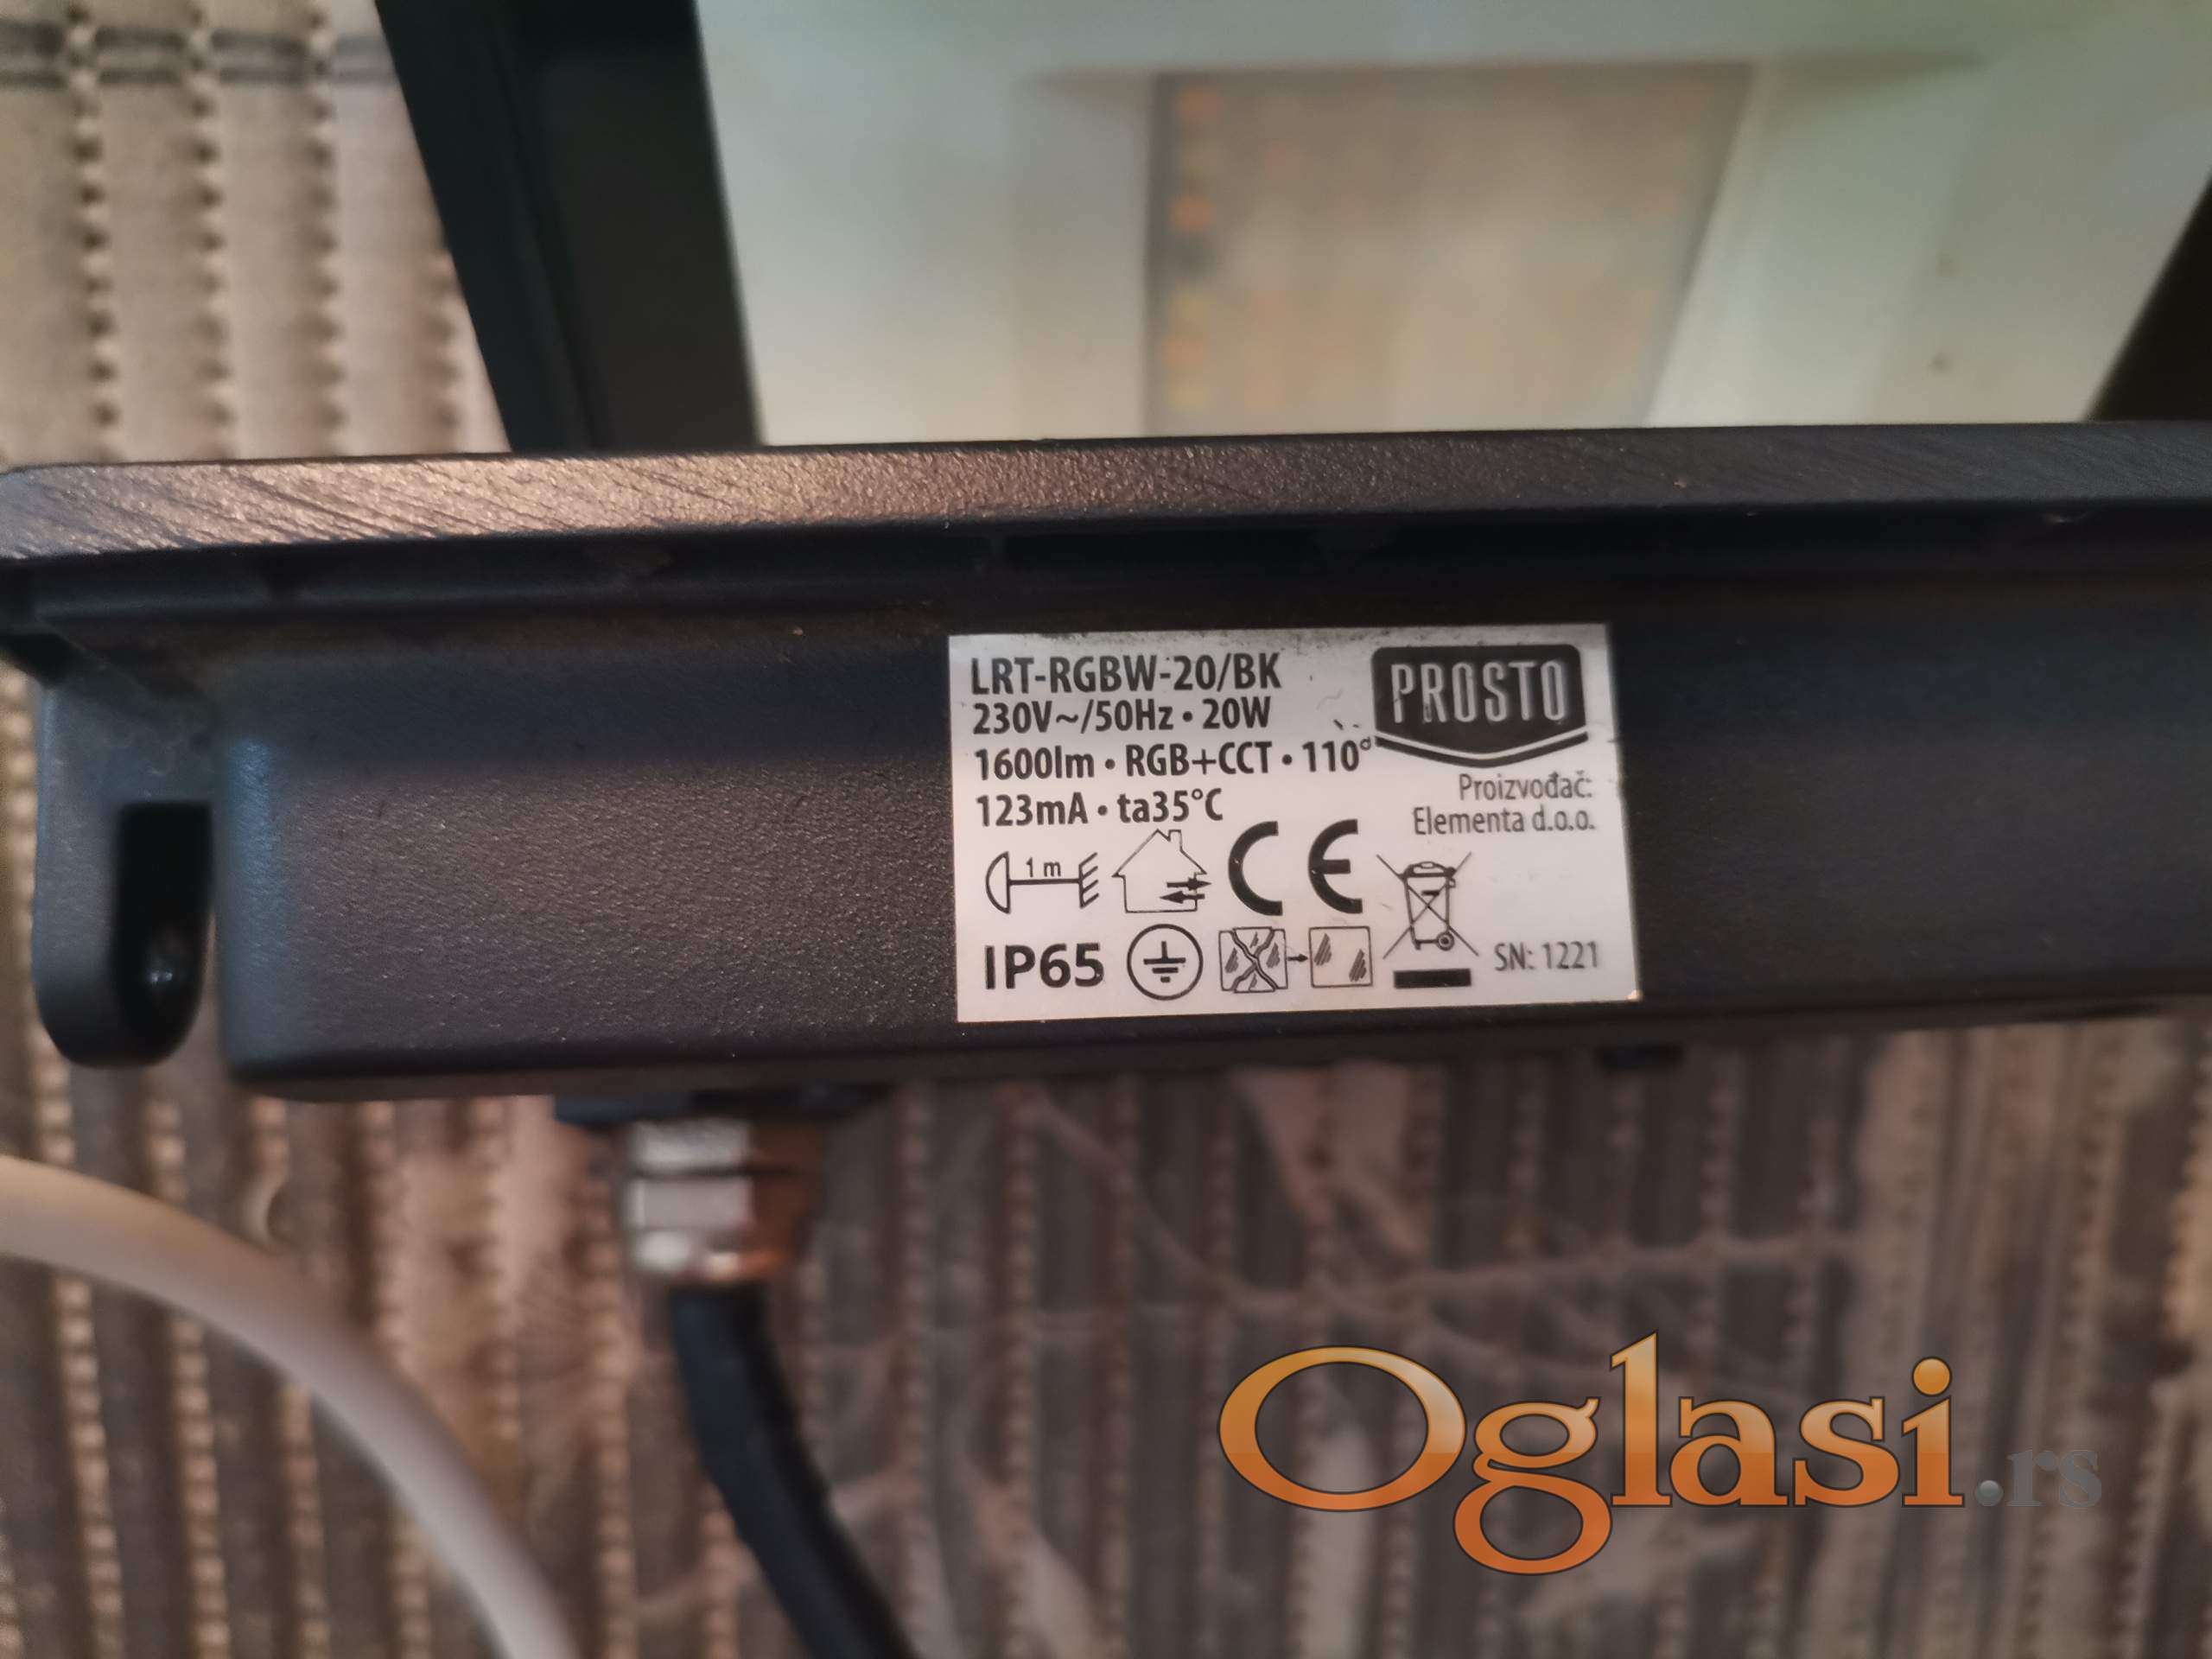 LRT-RGBW-20/BK
230V~/50Hz • 20W
1600lm • RGB+CCT • 110°
123mA • ta35°C
PROSTO
Proizvođač:
Elementa d.o.o.
1 m
CE
IP65
SN: 1221
Oglasi.rs